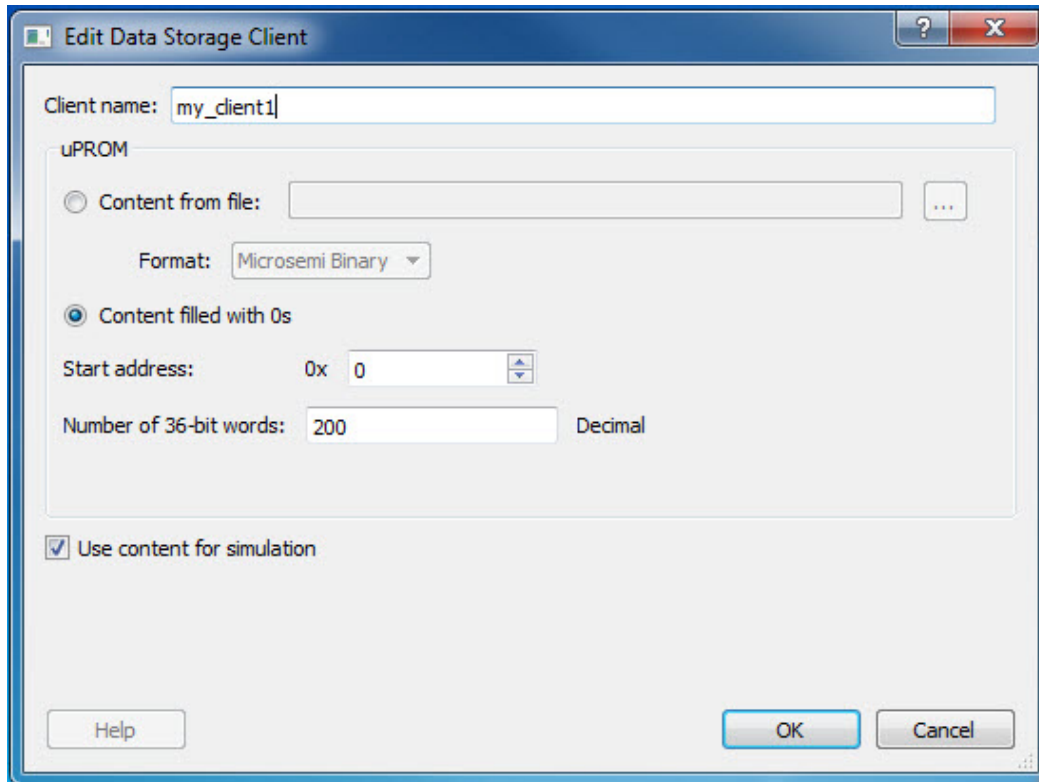 Edit Data Storage Client
?
X
Client name: my_client1
uPROM
Content from file: ...
Format: Microsemi Binary
Content filled with 0s
Start address: 0x 0
Number of 36-bit words: 200 Decimal
Use content for simulation
Help OK Cancel